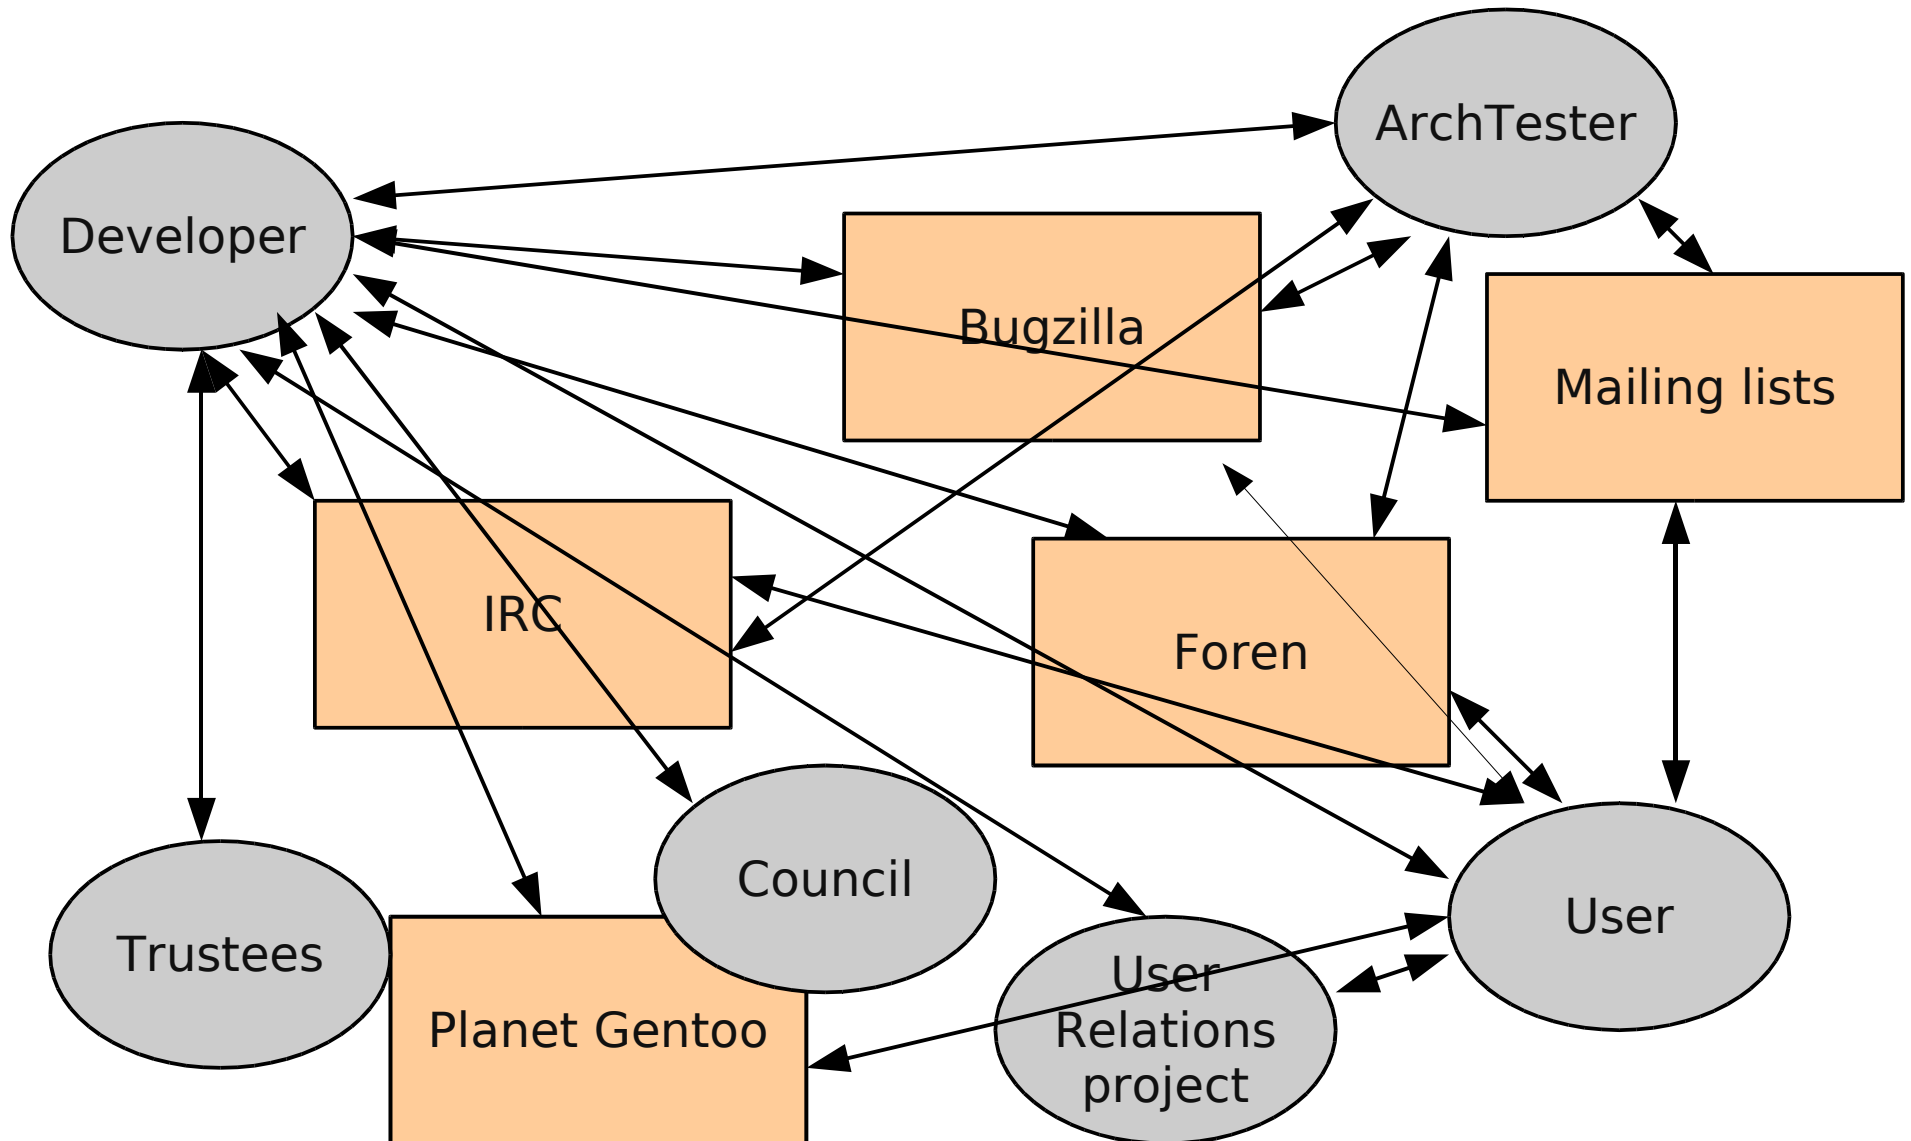 ArchTester
Developer
Bugzilla
Mailing lists
IRC
Foren
Council
User
Trustees
Planet Gentoo
User
Relations
project